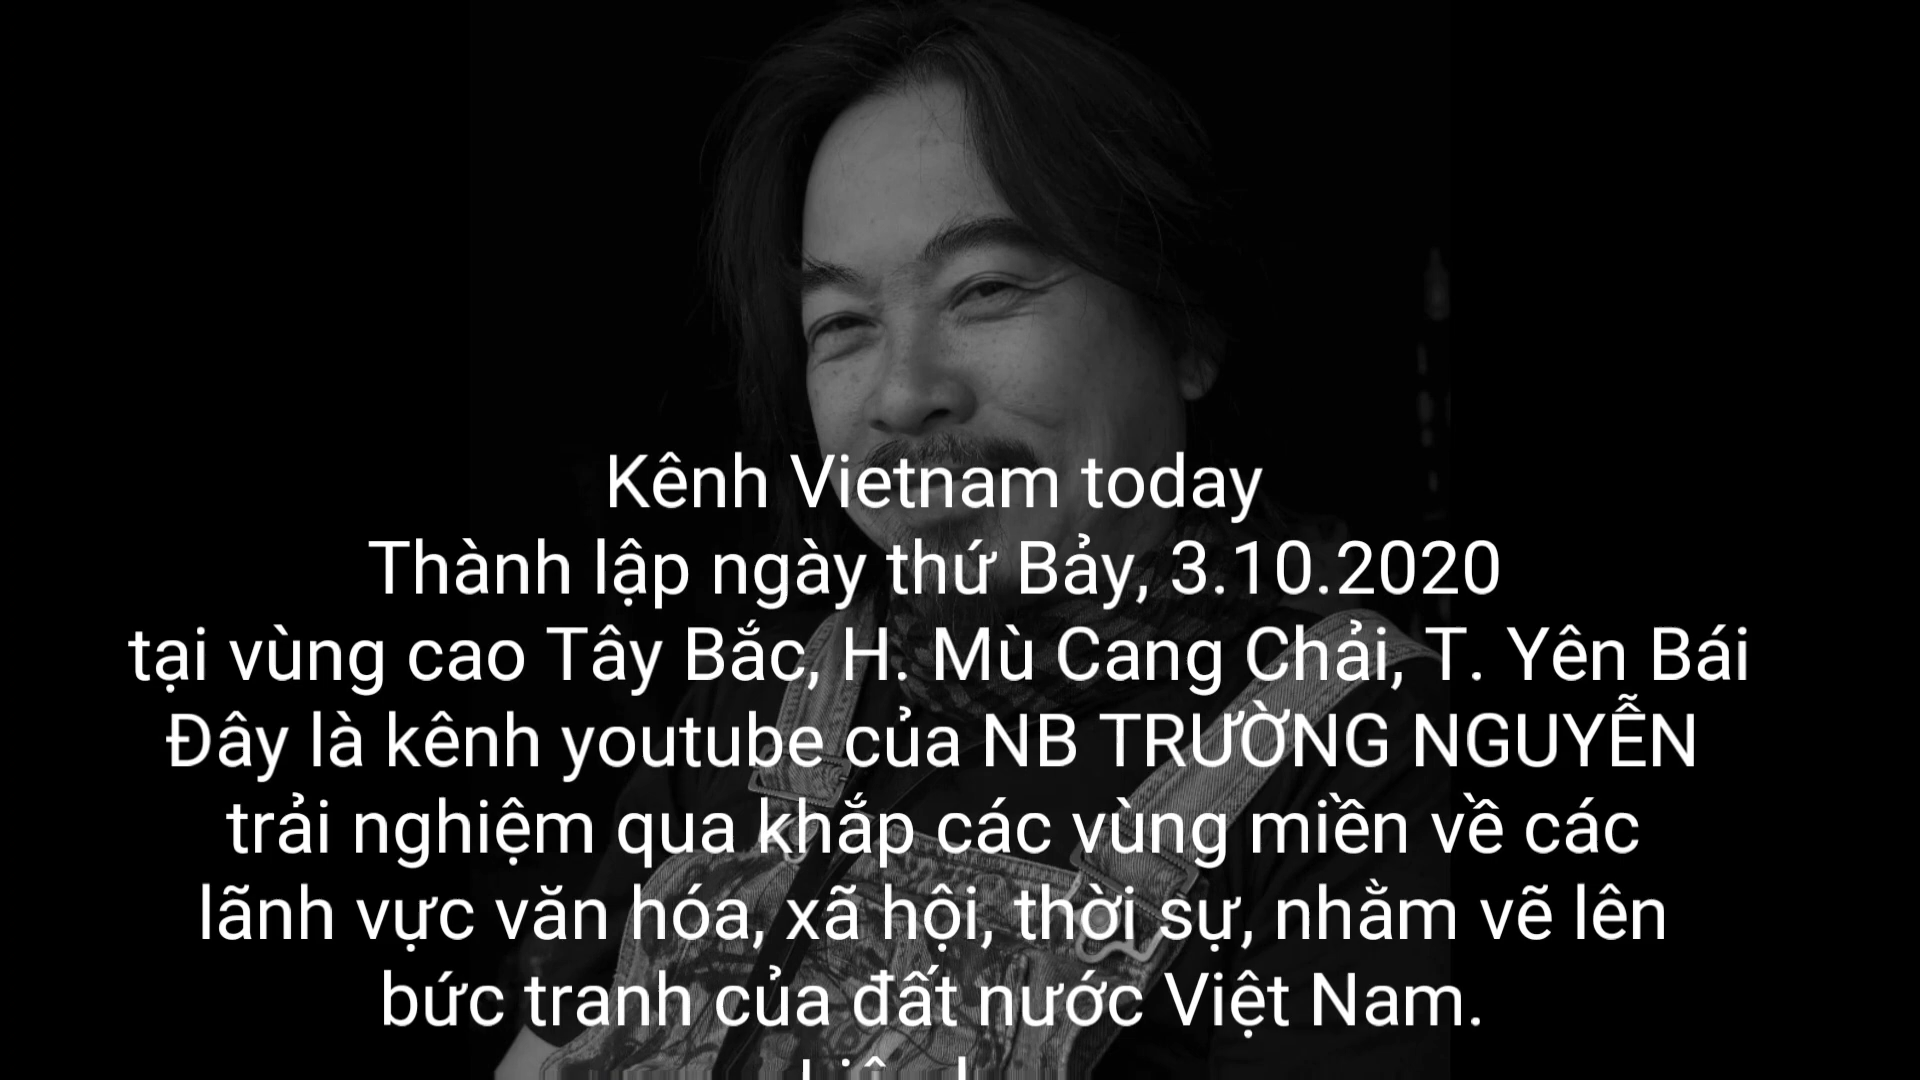 Kênh Vietnam today
Thành lập ngày thứ Bảy, 3.10.2020
tại vùng cao Tây Bắc, H. Mù Cang Chải, T. Yên Bái
Đây là kênh youtube của NB TRƯỜNG NGUYỄN
trải nghiệm qua khắp các vùng miền về các
lãnh vực văn hóa, xã hội, thời sự, nhằm vẽ lên
bức tranh của đất nước Việt Nam.